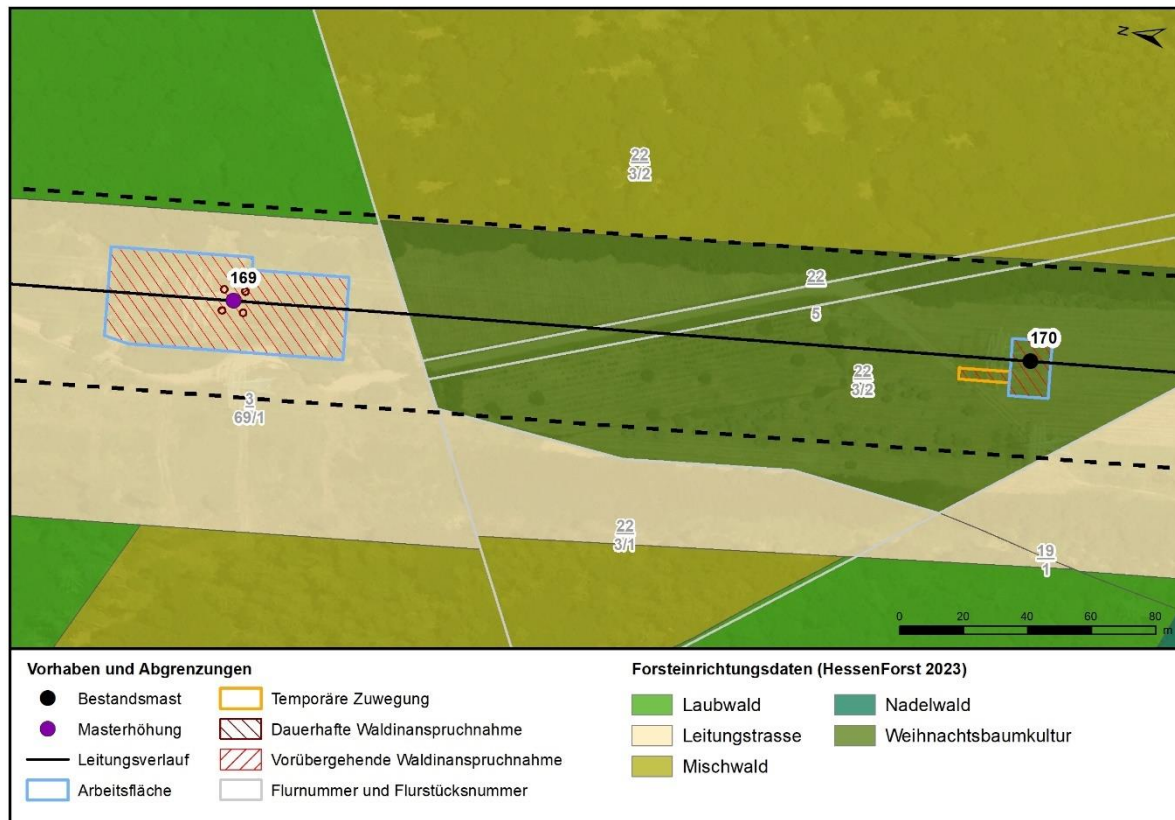 N
22
3/2
169
22
5
170
22
3/2
3
69/1
22
3/1
19
1
0 20 40 60 80
m
Vorhaben und Abgrenzungen
Bestandsmast
Masterhöhung
Leitungsverlauf
Arbeitsfläche
Temporäre Zuwegung
Dauerhafte Waldinanspruchnahme
Vorübergehende Waldinanspruchnahme
Flurnummer und Flurstücksnummer
Forsteinrichtungsdaten (HessenForst 2023)
Laubwald
Leitungstrasse
Mischwald
Nadelwald
Weihnachtsbaumkultur